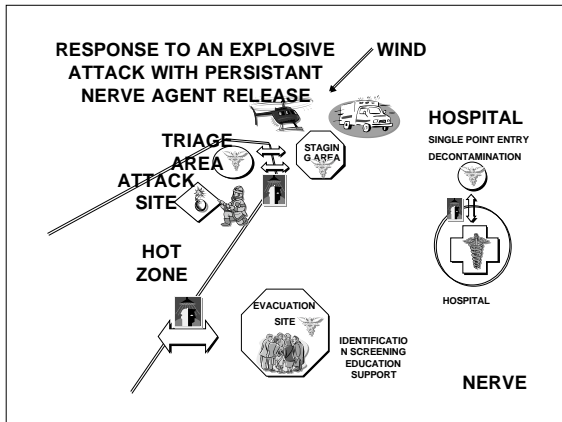 RESPONSE TO AN EXPLOSIVE
ATTACK WITH PERSISTANT
NERVE AGENT RELEASE
WIND
HOSPITAL
SINGLE POINT ENTRY
DECONTAMINATION
TRIAGE
AREA
STAGIN
G AREA
ATTACK
SITE
HOT
ZONE
HOSPITAL
EVACUATION
SITE
IDENTIFICATIO
N SCREENING
EDUCATION
SUPPORT
NERVE